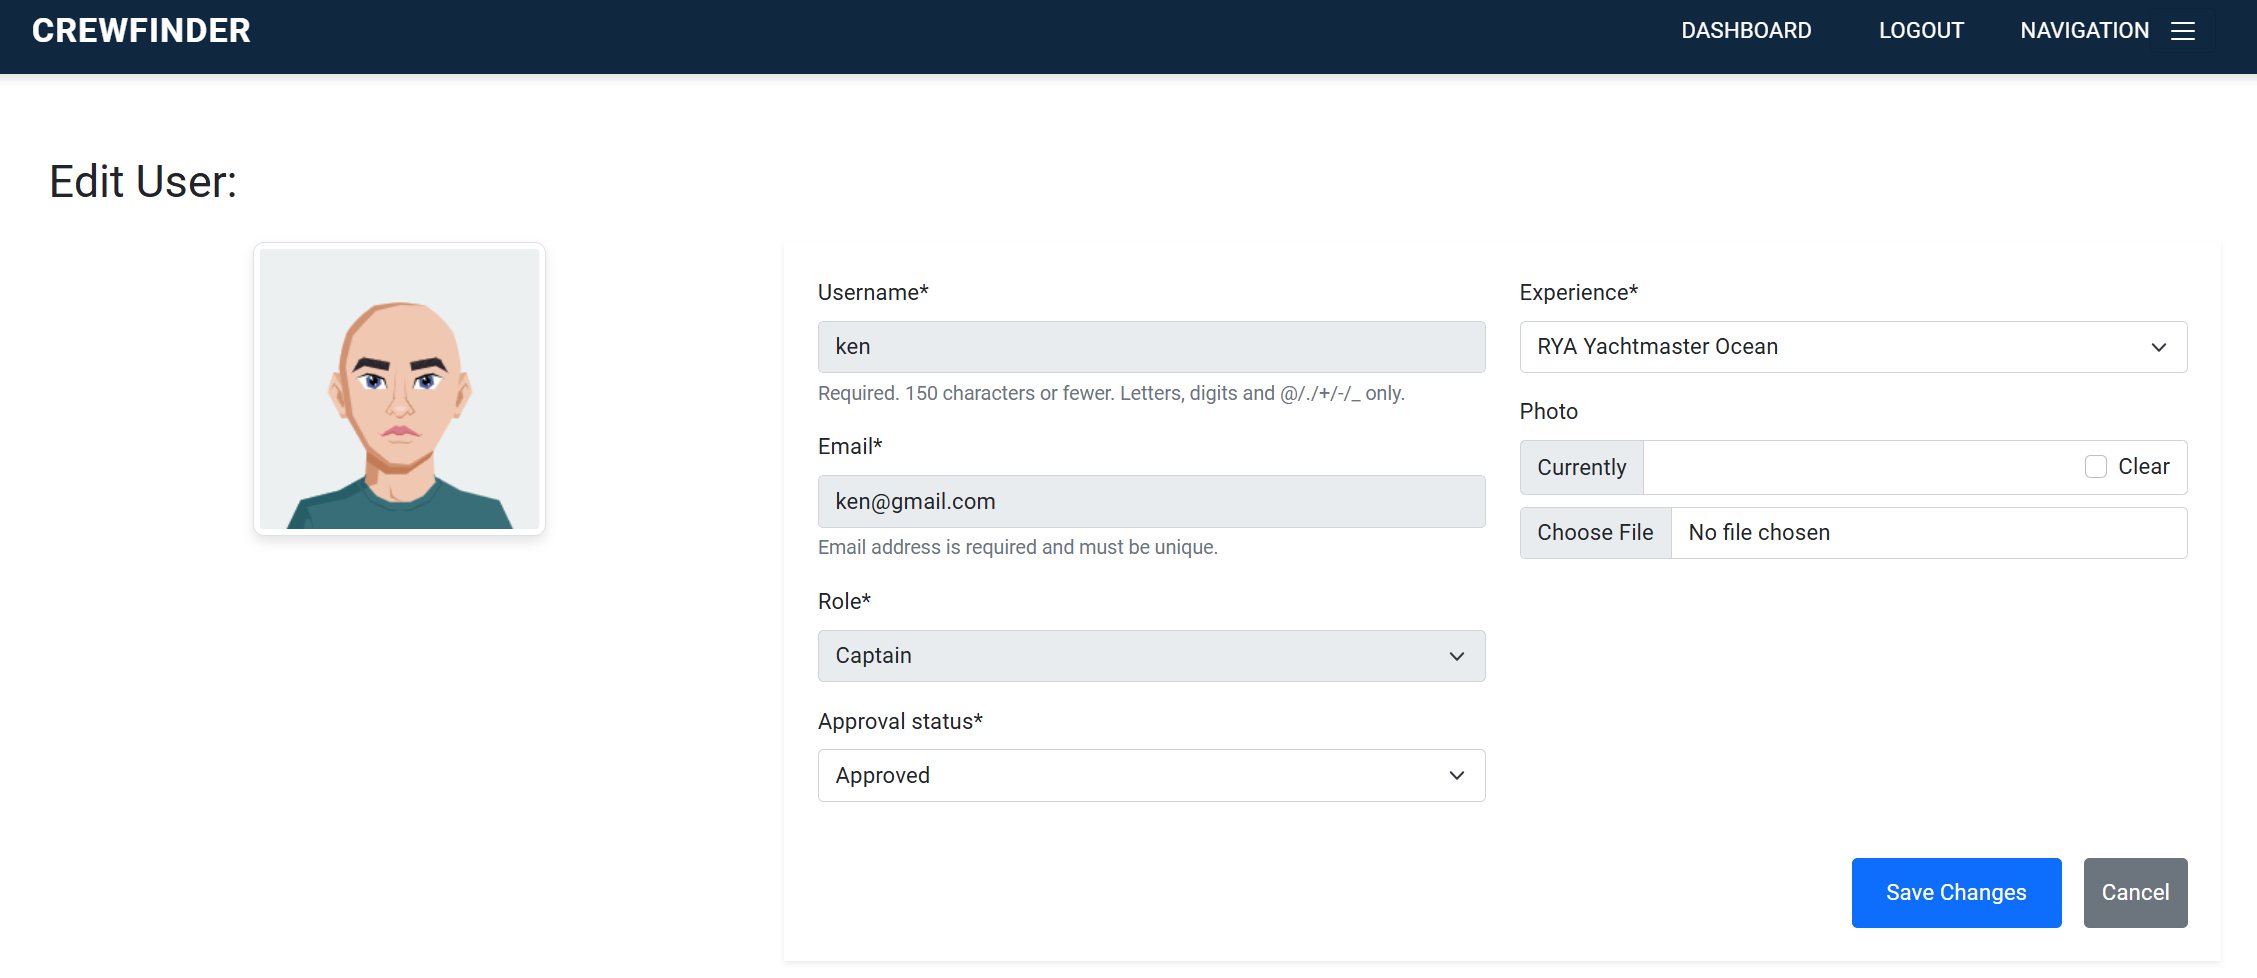 CREWFINDER
DASHBOARD
LOGOUT
NAVIGATION
Edit User:
Username*
ken
Required. 150 characters or fewer. Letters, digits and @/./+/-/_ only.
Email*
ken@gmail.com
Email address is required and must be unique.
Role*
Captain
Approval status*
Approved
Experience*
RYA Yachtmaster Ocean
Photo
Currently
Clear
Choose File
No file chosen
Save Changes
Cancel